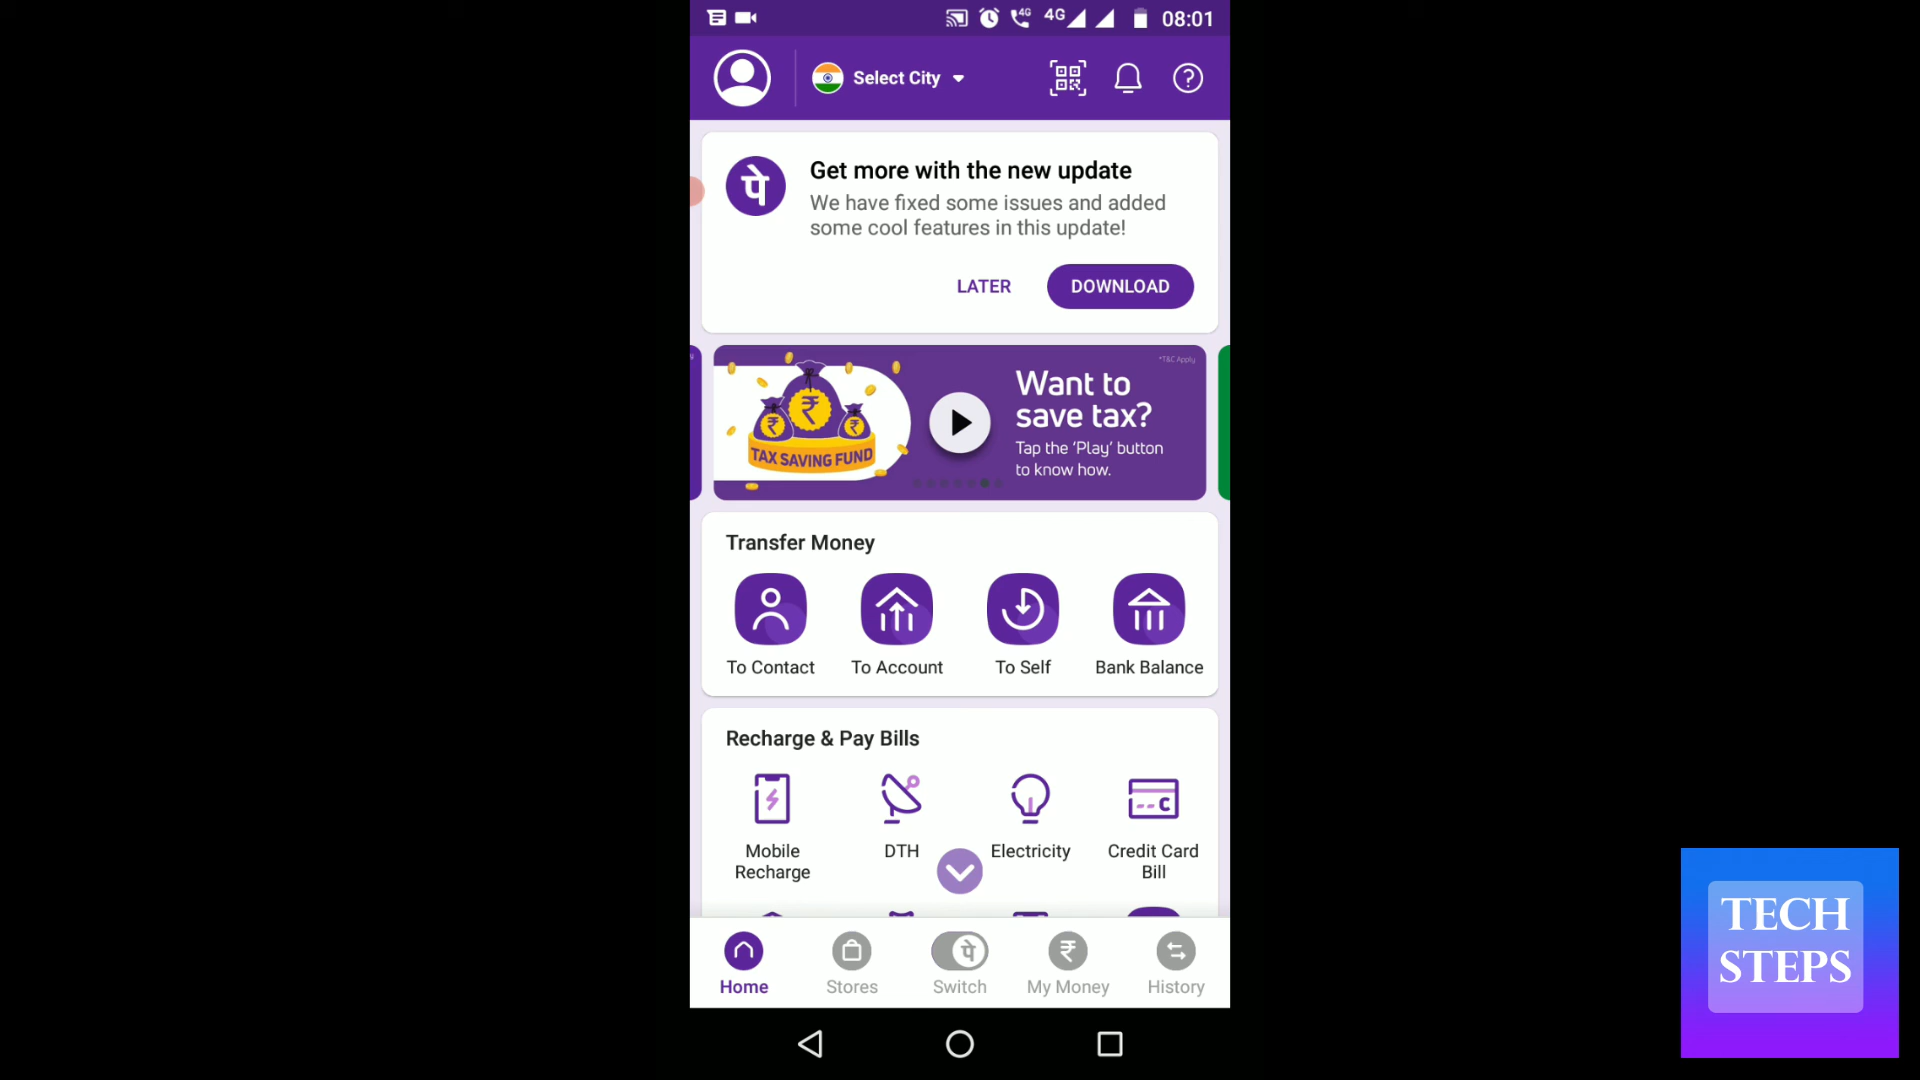 4G 4G 08:01
Select City
पे
Get more with the new update
We have fixed some issues and added
some cool features in this update!
LATER
DOWNLOAD
*T&C Apply
Want to
save tax?
Tap the ‘Play’ button
to know how.
₹ ₹ ₹
TAX SAVING FUND
Transfer Money
To Contact
To Account
To Self
Bank Balance
Recharge & Pay Bills
C
Mobile
Recharge
DTH
Electricity
Credit Card
Bill
पे ₹
Home
Stores
Switch
My Money
History
TECH
STEPS